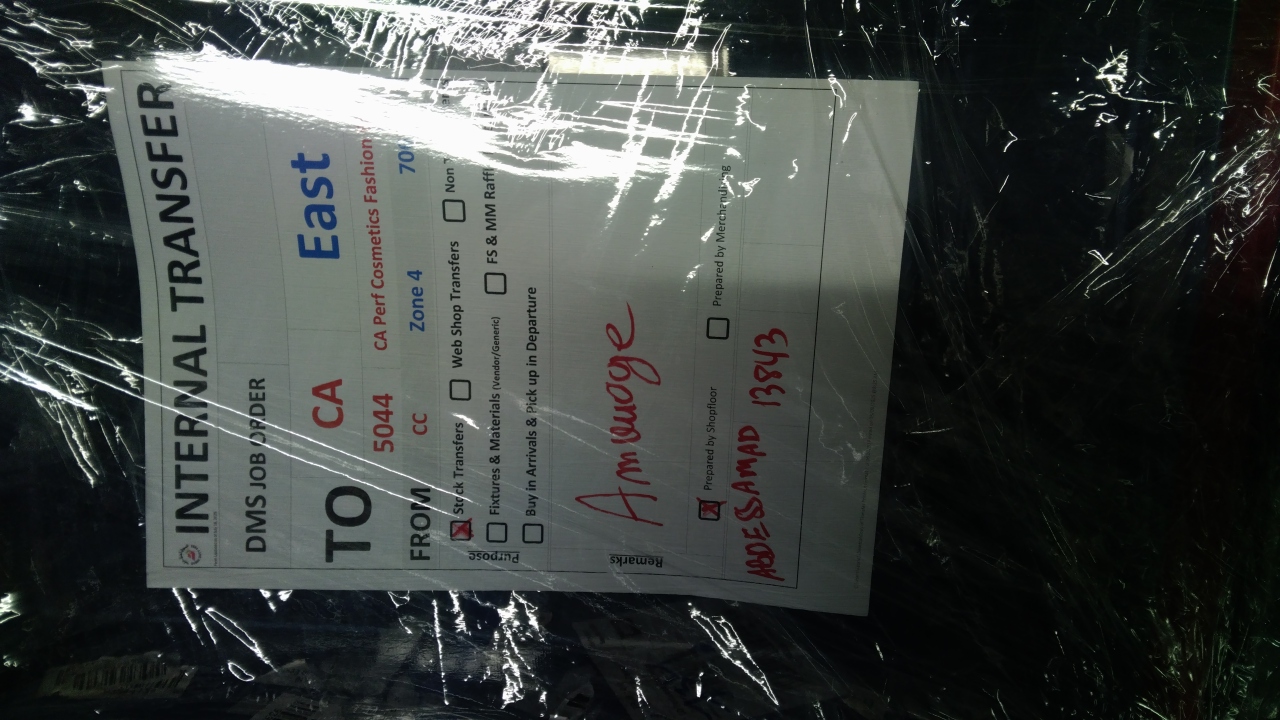 INTERNAL TRANSFER
DMS JOB ORDER
TO CA East
5044 CA Perf Cosmetics Fashion
FROM CC Zone 4
Purpose
Stock Transfers Web Shop Transfers Non
Fixtures & Materials (Vendor/Generic) FS & MM
Buy in Arrivals & Pick up in Departure
Remarks
Amouage
Prepared by Shopfloor Prepared by Merchandising
ABDESSAMAD 13843